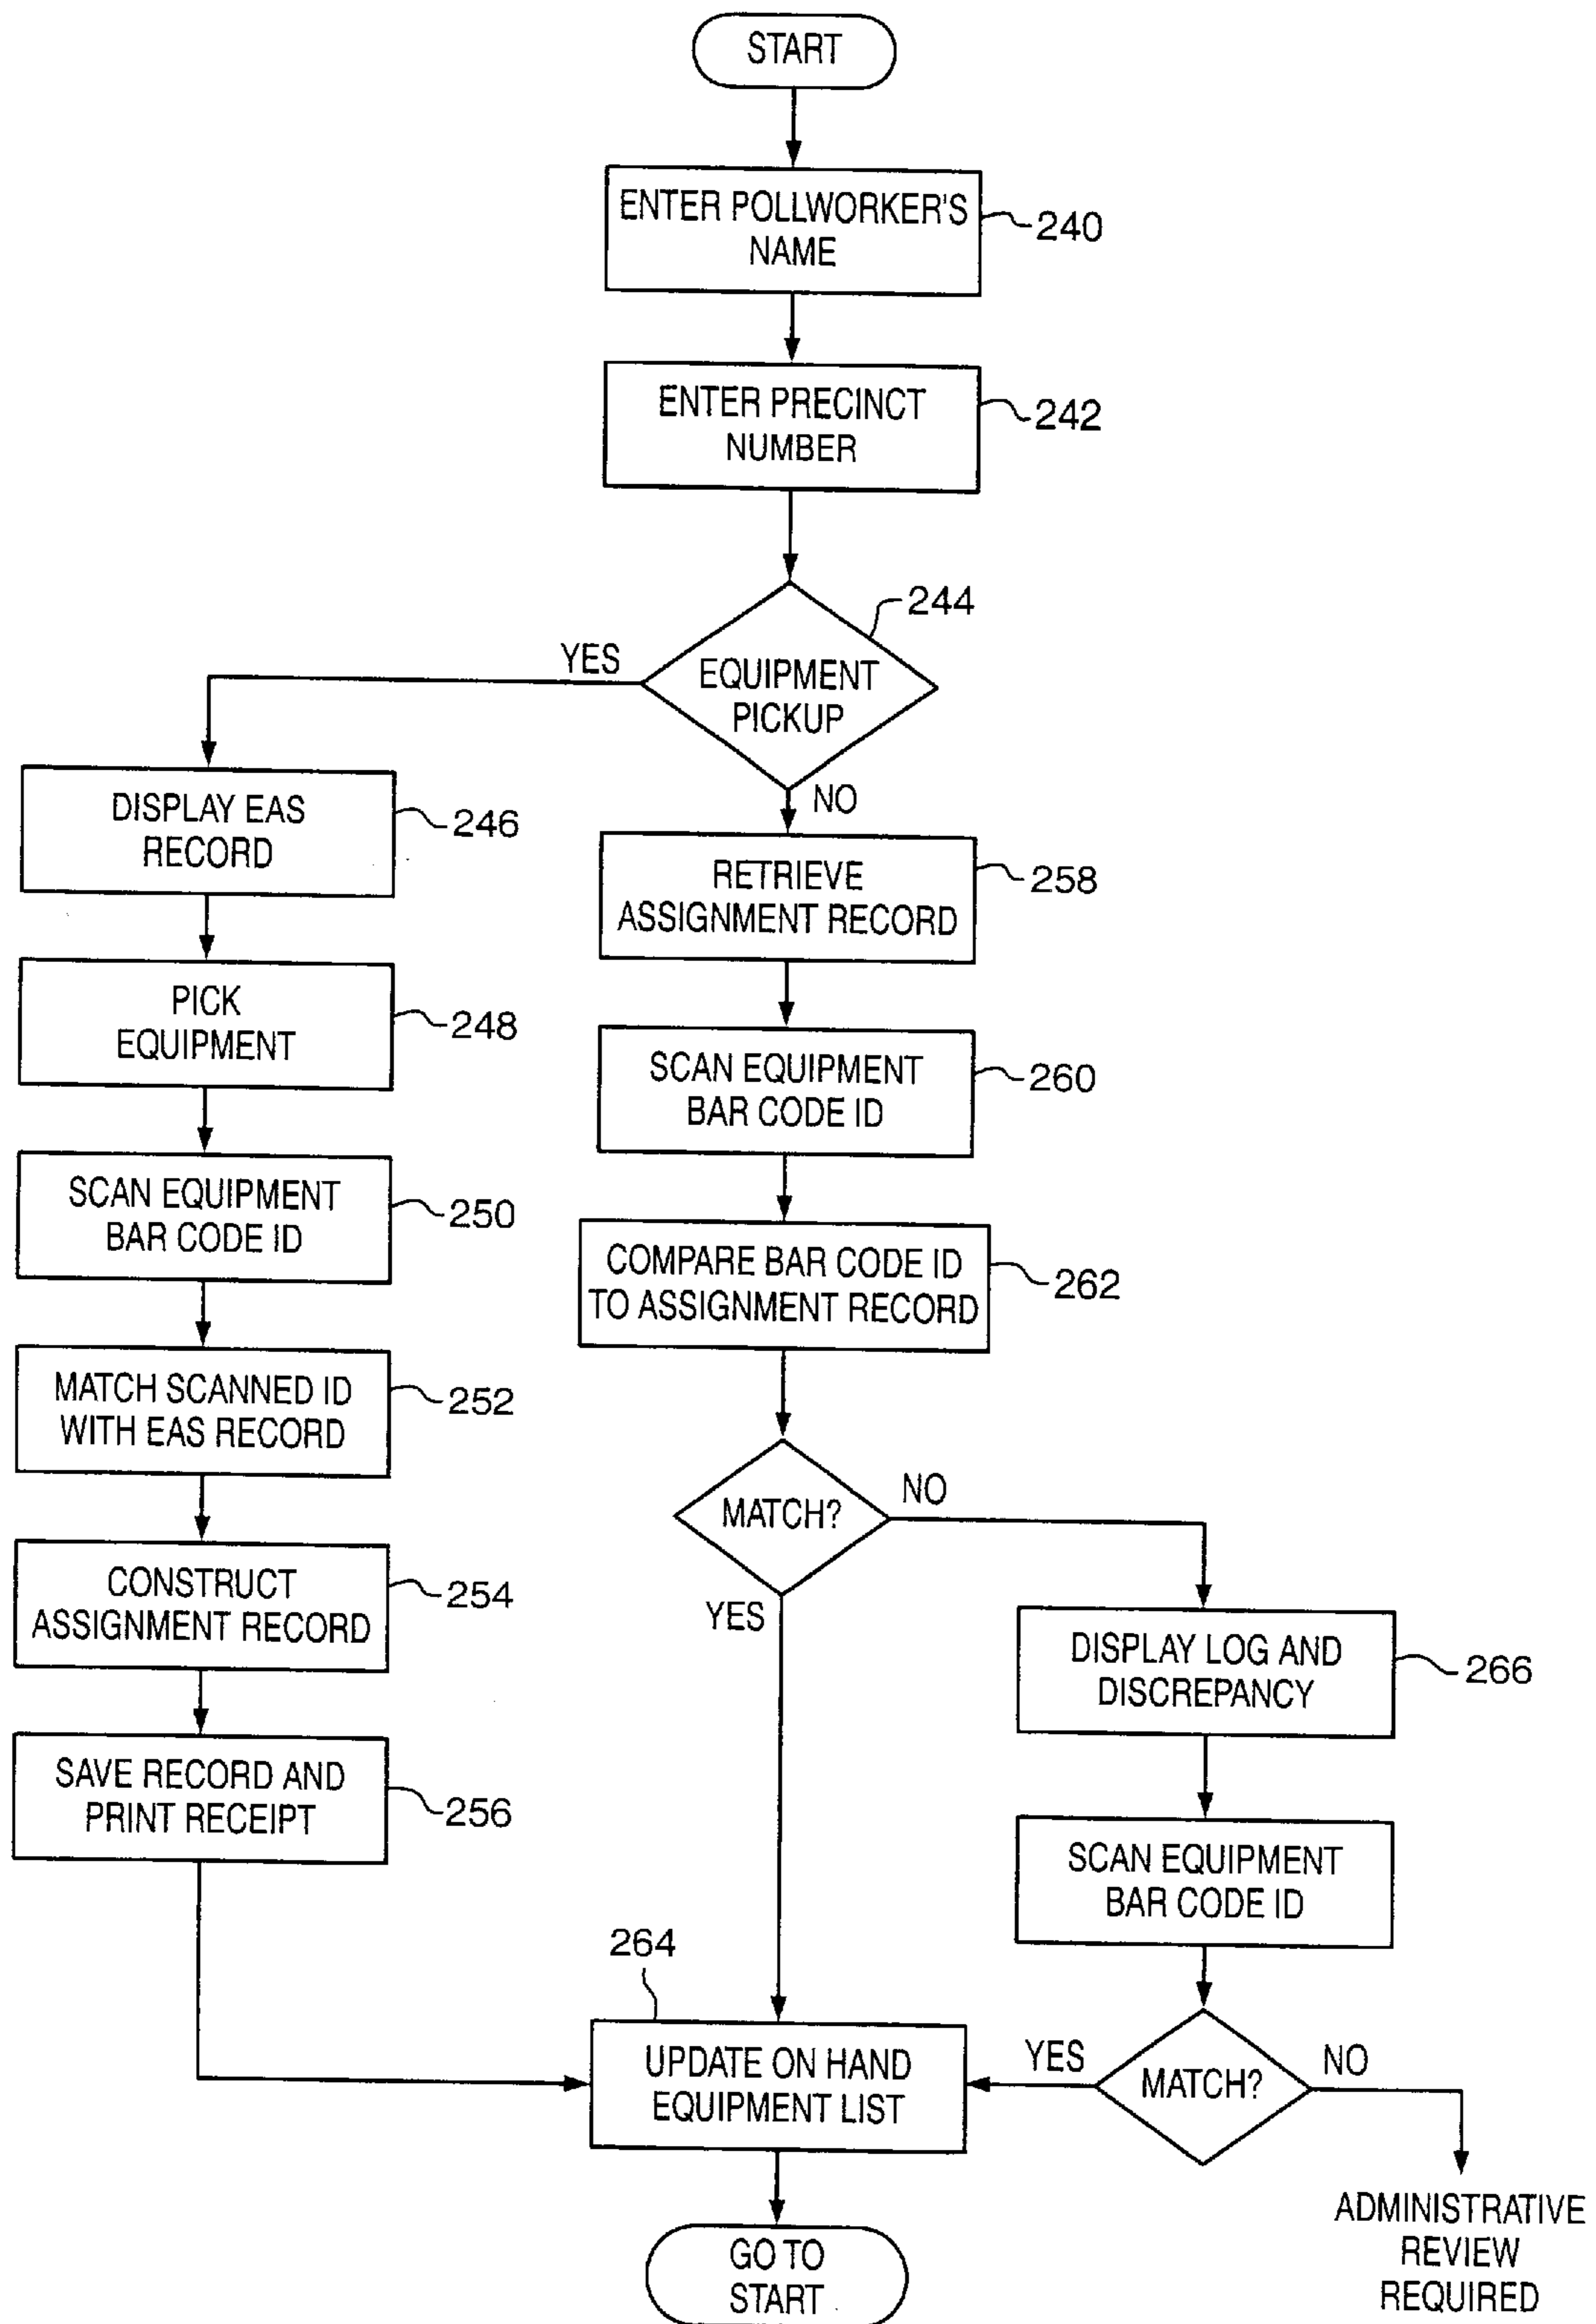 START
ENTER POLLWORKER'S
NAME
240
ENTER PRECINCT
NUMBER
242
244
EQUIPMENT
PICKUP
YES
NO
DISPLAY EAS
RECORD
246
PICK
EQUIPMENT
248
SCAN EQUIPMENT
BAR CODE ID
250
MATCH SCANNED ID
WITH EAS RECORD
252
CONSTRUCT
ASSIGNMENT RECORD
254
SAVE RECORD AND
PRINT RECEIPT
256
RETRIEVE
ASSIGNMENT RECORD
258
SCAN EQUIPMENT
BAR CODE ID
260
COMPARE BAR CODE ID
TO ASSIGNMENT RECORD
262
MATCH?
NO
YES
DISPLAY LOG AND
DISCREPANCY
266
SCAN EQUIPMENT
BAR CODE ID
MATCH?
YES
NO
264
UPDATE ON HAND
EQUIPMENT LIST
GO TO
START
ADMINISTRATIVE
REVIEW
REQUIRED